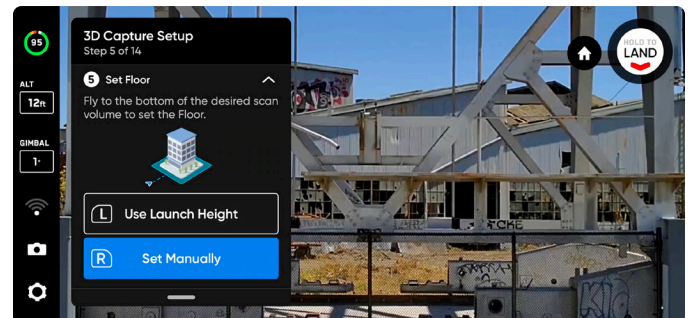 95
ALT
12ft
GIMBAL
1°
3D Capture Setup
Step 5 of 14
5 Set Floor
Fly to the bottom of the desired scan
volume to set the Floor.
L Use Launch Height
R Set Manually
HOLD TO
LAND